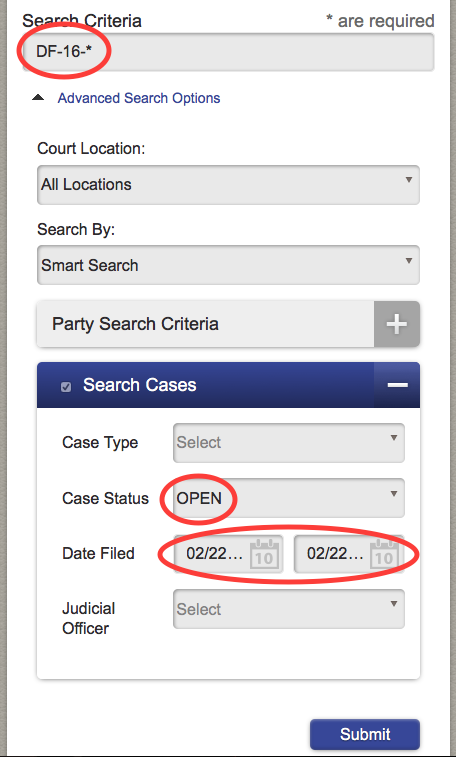 Search Criteria * are required
DF-16-*
Advanced Search Options
Court Location:
All Locations
Search By:
Smart Search
Party Search Criteria
Search Cases
Case Type Select
Case Status OPEN
Date Filed 02/22... 10 02/22... 10
Judicial Officer Select
Submit